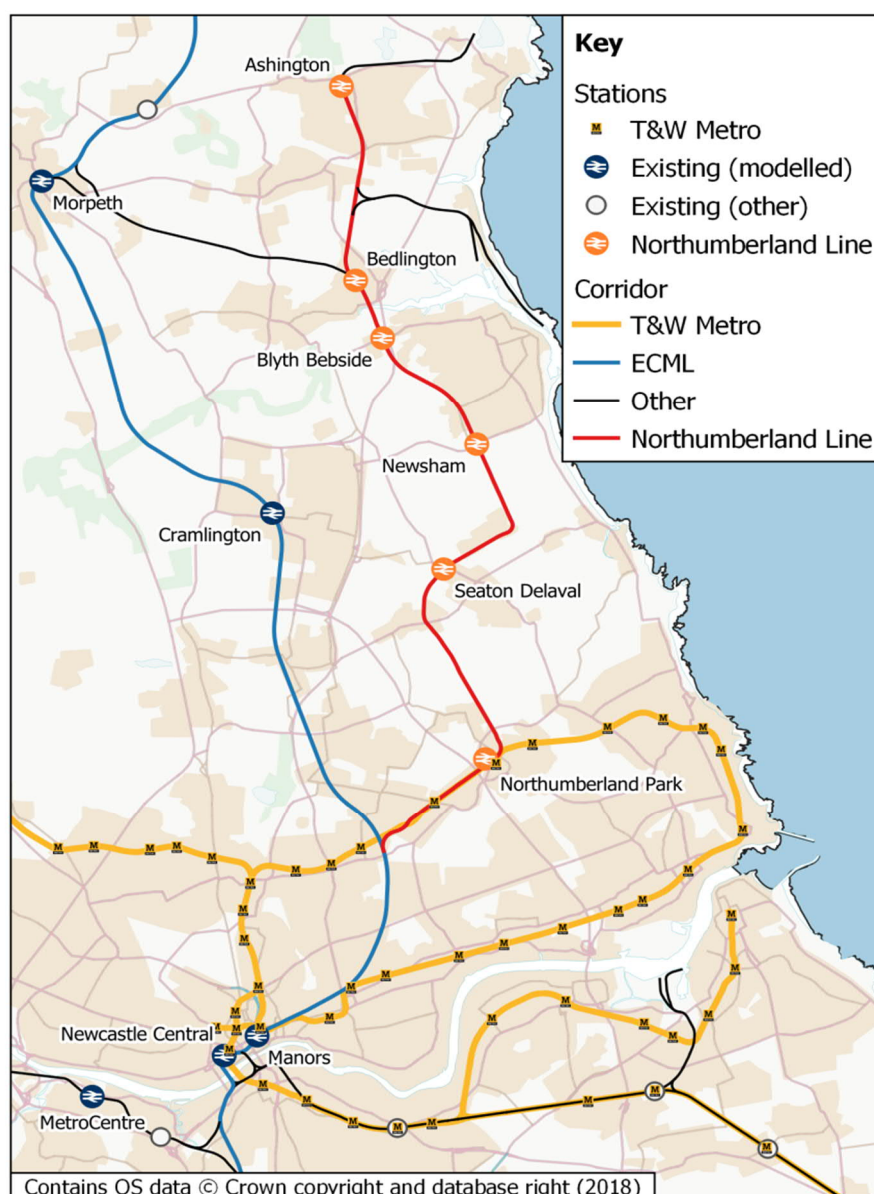 Key
Stations
T&W Metro
Existing (modelled)
Existing (other)
Northumberland Line
Corridor
T&W Metro
ECML
Other
Northumberland Line
Ashington
Morpeth
Bedlington
Blyth Bebside
Newsham
Cramlington
Seaton Delaval
Northumberland Park
Newcastle Central
Manors
MetroCentre
Contains OS data © Crown copyright and database right (2018)